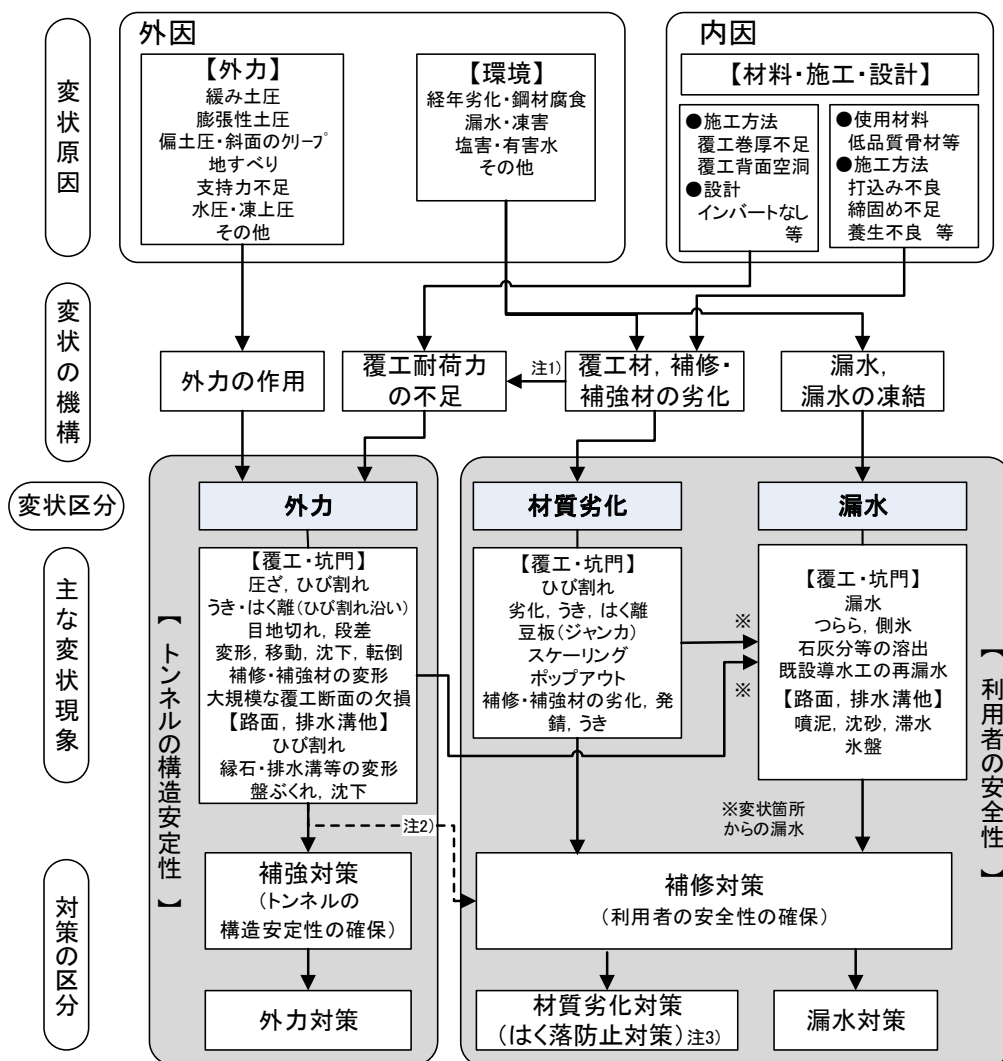 変状原因
外因
【外力】
緩み土圧
膨張性土圧
偏土圧・斜面のクリープ
地すべり
支持力不足
水圧・凍上圧
その他
【環境】
経年劣化・鋼材腐食
漏水・凍害
塩害・有害水
その他
内因
【材料・施工・設計】
●施工方法
覆工巻厚不足
覆工背面空洞
●設計
インバートなし
等
●使用材料
低品質骨材等
●施工方法
打込み不良
締固め不足
養生不良 等
変状の機構
外力の作用
覆工耐荷力
の不足
注1)
覆工材, 補修・
補強材の劣化
漏水,
漏水の凍結
変状区分
外力
材質劣化
漏水
主な変状現象
【トンネルの構造安定性】
【覆工・坑門】
圧ざ, ひび割れ
うき・はく離(ひび割れ沿い)
目地切れ, 段差
変形, 移動, 沈下, 転倒
補修・補強材の変形
大規模な覆工断面の欠損
【路面, 排水溝他】
ひび割れ
縁石・排水溝等の変形
盤ぶくれ, 沈下
【覆工・坑門】
ひび割れ
劣化, うき, はく離
豆板(ジャンカ)
スケーリング
ポップアウト
補修・補強材の劣化, 発
錆, うき
※
※
【覆工・坑門】
漏水
つらら, 側氷
石灰分等の溶出
既設導水工の再漏水
【路面, 排水溝他】
噴泥, 沈砂, 滞水
氷盤
【利用者の安全性】
※変状箇所
からの漏水
注2)
対策の区分
補強対策
(トンネルの
構造安定性の確保)
補修対策
(利用者の安全性の確保)
外力対策
材質劣化対策
(はく落防止対策)注3)
漏水対策